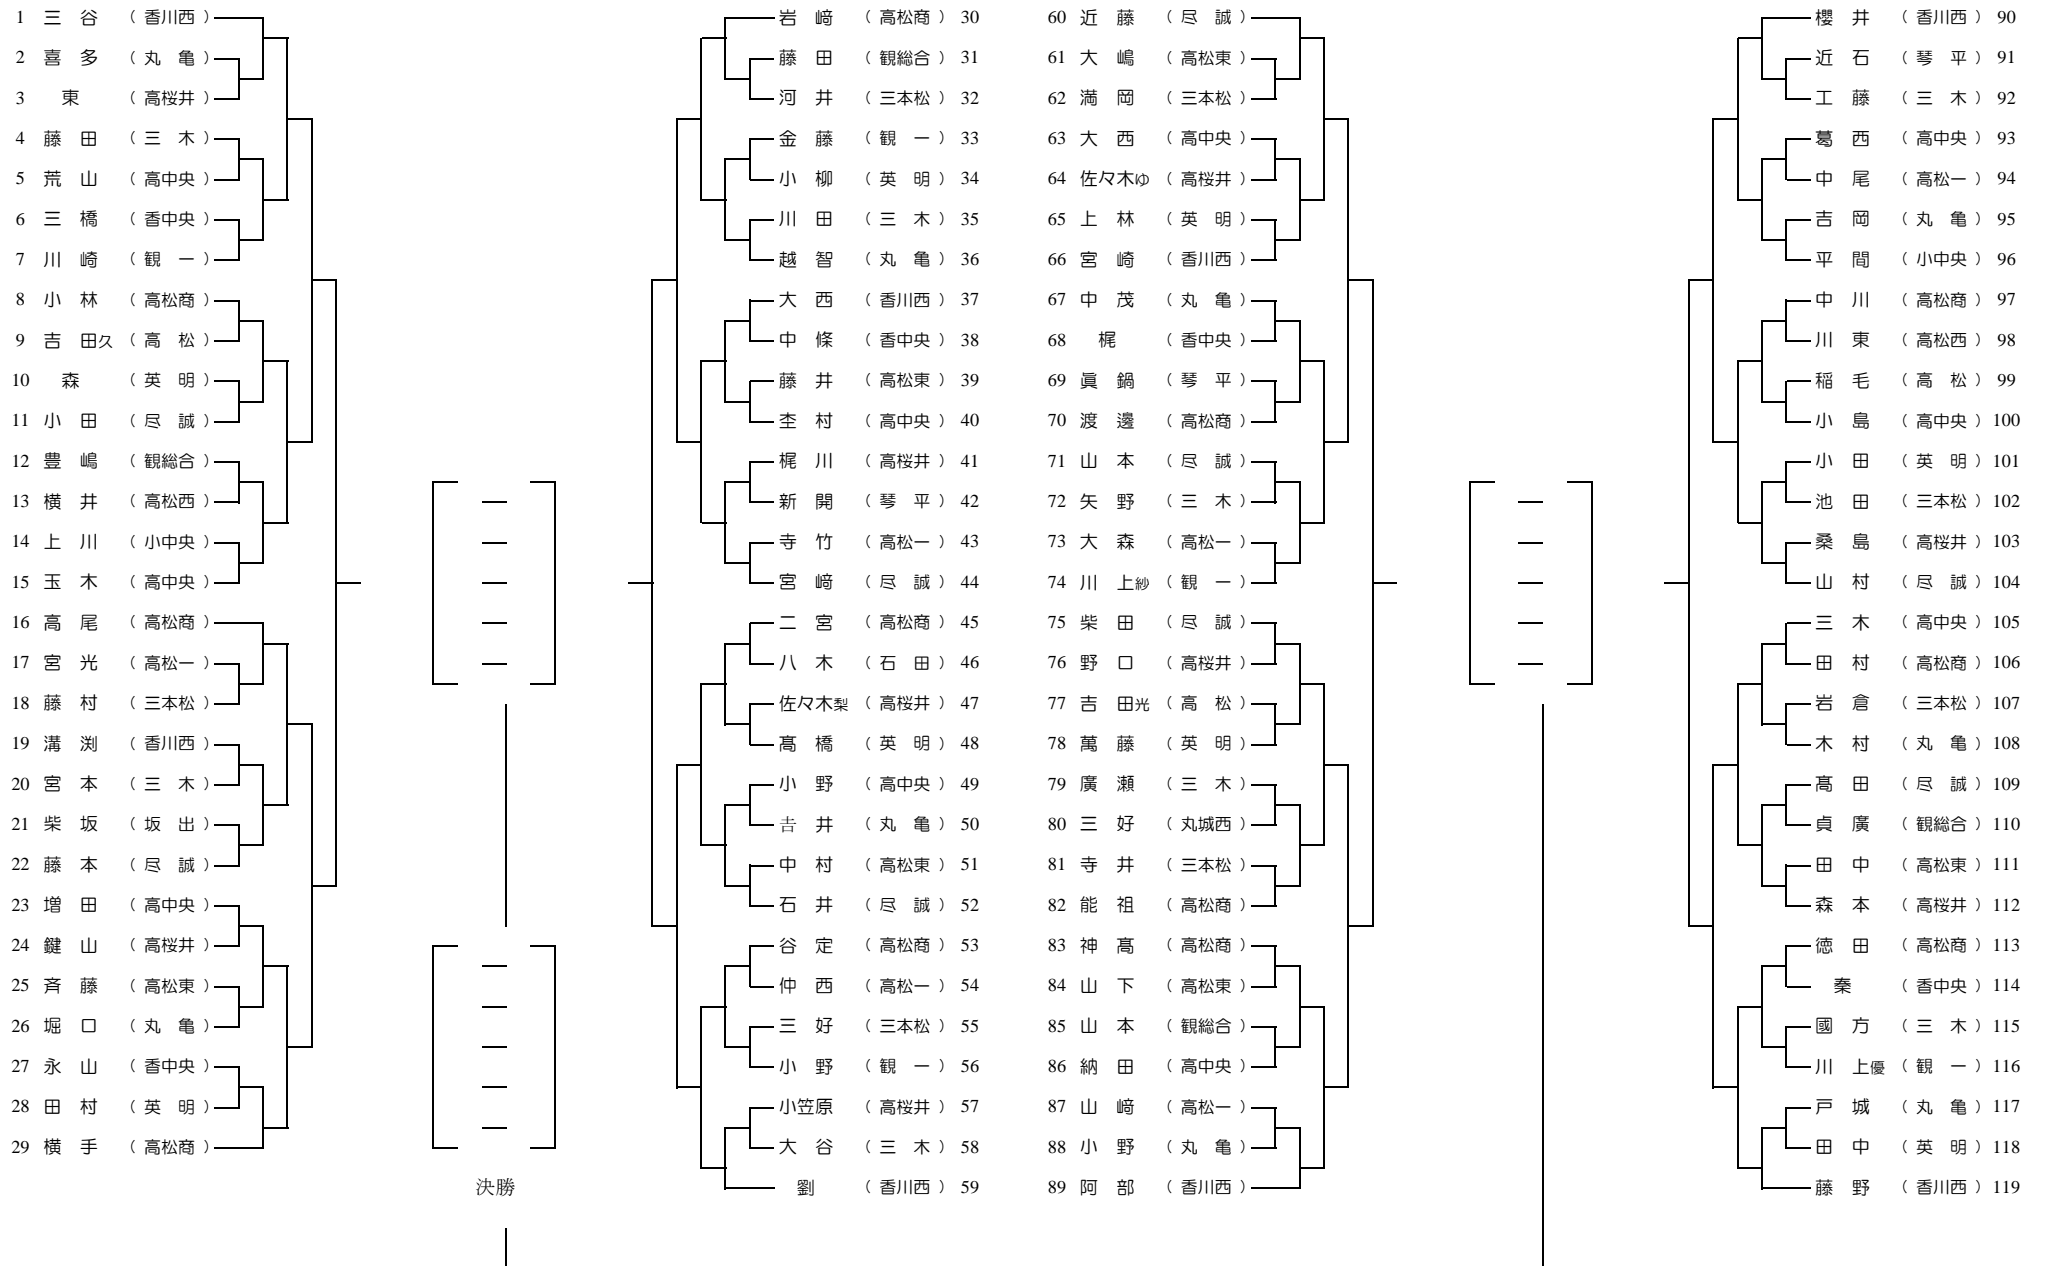 1 三 谷 ( 香川西 )
2 喜 多 ( 丸 亀 )
3 東 ( 高桜井 )
4 藤 田 ( 三 木 )
5 荒 山 ( 高中央 )
6 三 橋 ( 香中央 )
7 川 崎 ( 観 一 )
8 小 林 ( 高松商 )
9 吉 田久 ( 高 松 )
10 森 ( 英 明 )
11 小 田 ( 尽 誠 )
12 豊 嶋 ( 観総合 )
13 横 井 ( 高松西 )
14 上 川 ( 小中央 )
15 玉 木 ( 高中央 )
16 高 尾 ( 高松商 )
17 宮 光 ( 高松一 )
18 藤 村 ( 三本松 )
19 溝 渕 ( 香川西 )
20 宮 本 ( 三 木 )
21 柴 坂 ( 坂 出 )
22 藤 本 ( 尽 誠 )
23 増 田 ( 高中央 )
24 鍵 山 ( 高桜井 )
25 斉 藤 ( 高松東 )
26 堀 口 ( 丸 亀 )
27 永 山 ( 香中央 )
28 田 村 ( 英 明 )
29 横 手 ( 高松商 )
決勝
岩 﨑 ( 高松商 ) 30
藤 田 ( 観総合 ) 31
河 井 ( 三本松 ) 32
金 藤 ( 観 一 ) 33
小 柳 ( 英 明 ) 34
川 田 ( 三 木 ) 35
越 智 ( 丸 亀 ) 36
大 西 ( 香川西 ) 37
中 條 ( 香中央 ) 38
藤 井 ( 高松東 ) 39
杢 村 ( 高中央 ) 40
梶 川 ( 高桜井 ) 41
新 開 ( 琴 平 ) 42
寺 竹 ( 高松一 ) 43
宮 﨑 ( 尽 誠 ) 44
二 宮 ( 高松商 ) 45
八 木 ( 石 田 ) 46
佐々木梨 ( 高桜井 ) 47
髙 橋 ( 英 明 ) 48
小 野 ( 高中央 ) 49
𠮷 井 ( 丸 亀 ) 50
中 村 ( 高松東 ) 51
石 井 ( 尽 誠 ) 52
谷 定 ( 高松商 ) 53
仲 西 ( 高松一 ) 54
三 好 ( 三本松 ) 55
小 野 ( 観 一 ) 56
小笠原 ( 高桜井 ) 57
大 谷 ( 三 木 ) 58
劉 ( 香川西 ) 59
60 近 藤 ( 尽 誠 )
61 大 嶋 ( 高松東 )
62 満 岡 ( 三本松 )
63 大 西 ( 高中央 )
64 佐々木ゆ ( 高桜井 )
65 上 林 ( 英 明 )
66 宮 崎 ( 香川西 )
67 中 茂 ( 丸 亀 )
68 梶 ( 香中央 )
69 眞 鍋 ( 琴 平 )
70 渡 邊 ( 高松商 )
71 山 本 ( 尽 誠 )
72 矢 野 ( 三 木 )
73 大 森 ( 高松一 )
74 川 上紗 ( 観 一 )
75 柴 田 ( 尽 誠 )
76 野 口 ( 高桜井 )
77 吉 田光 ( 高 松 )
78 萬 藤 ( 英 明 )
79 廣 瀬 ( 三 木 )
80 三 好 ( 丸城西 )
81 寺 井 ( 三本松 )
82 能 祖 ( 高松商 )
83 神 髙 ( 高松商 )
84 山 下 ( 高松東 )
85 山 本 ( 観総合 )
86 納 田 ( 高中央 )
87 山 﨑 ( 高松一 )
88 小 野 ( 丸 亀 )
89 阿 部 ( 香川西 )
櫻 井 ( 香川西 ) 90
近 石 ( 琴 平 ) 91
工 藤 ( 三 木 ) 92
葛 西 ( 高中央 ) 93
中 尾 ( 高松一 ) 94
吉 岡 ( 丸 亀 ) 95
平 間 ( 小中央 ) 96
中 川 ( 高松商 ) 97
川 東 ( 高松西 ) 98
稲 毛 ( 高 松 ) 99
小 島 ( 高中央 ) 100
小 田 ( 英 明 ) 101
池 田 ( 三本松 ) 102
桑 島 ( 高桜井 ) 103
山 村 ( 尽 誠 ) 104
三 木 ( 高中央 ) 105
田 村 ( 高松商 ) 106
岩 倉 ( 三本松 ) 107
木 村 ( 丸 亀 ) 108
髙 田 ( 尽 誠 ) 109
貞 廣 ( 観総合 ) 110
田 中 ( 高松東 ) 111
森 本 ( 高桜井 ) 112
徳 田 ( 高松商 ) 113
秦 ( 香中央 ) 114
國 方 ( 三 木 ) 115
川 上優 ( 観 一 ) 116
戸 城 ( 丸 亀 ) 117
田 中 ( 英 明 ) 118
藤 野 ( 香川西 ) 119